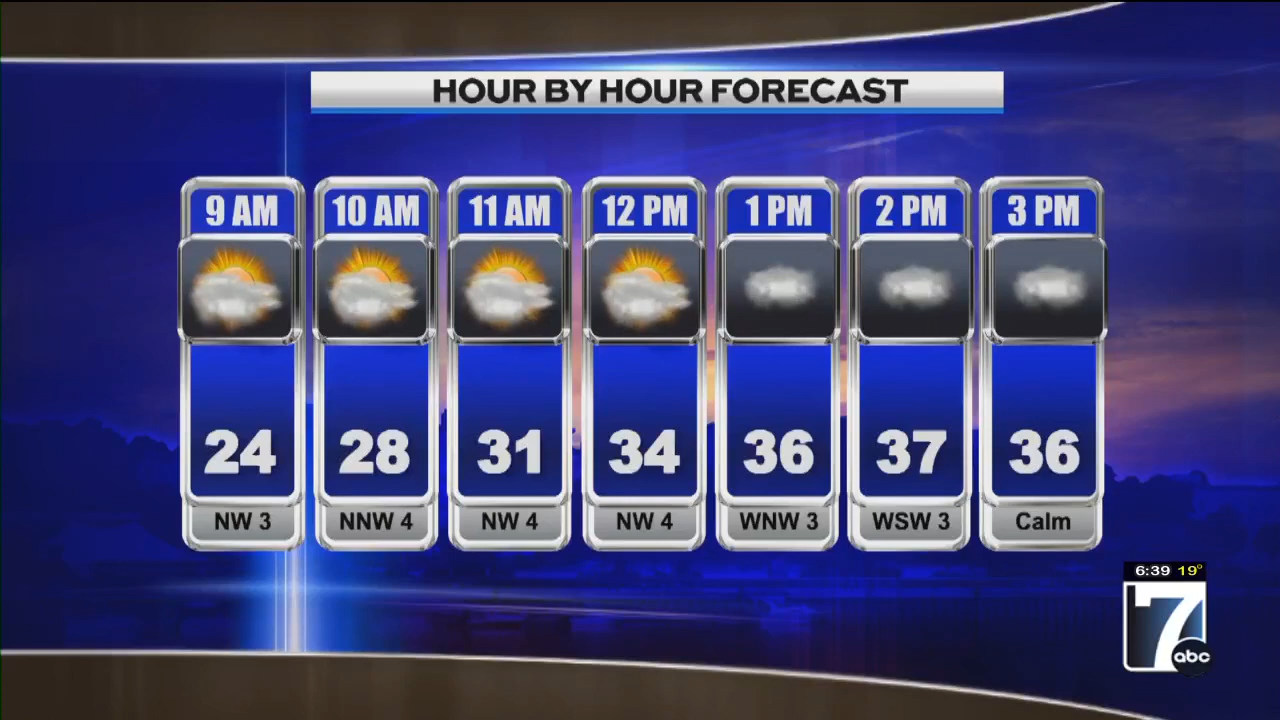 HOUR BY HOUR FORECAST
9 AM 10 AM 11 AM 12 PM 1 PM 2 PM 3 PM
24 28 31 34 36 37 36
NW 3 NNW 4 NW 4 NW 4 WNW 3 WSW 3 Calm
6:39 19°
7
abc